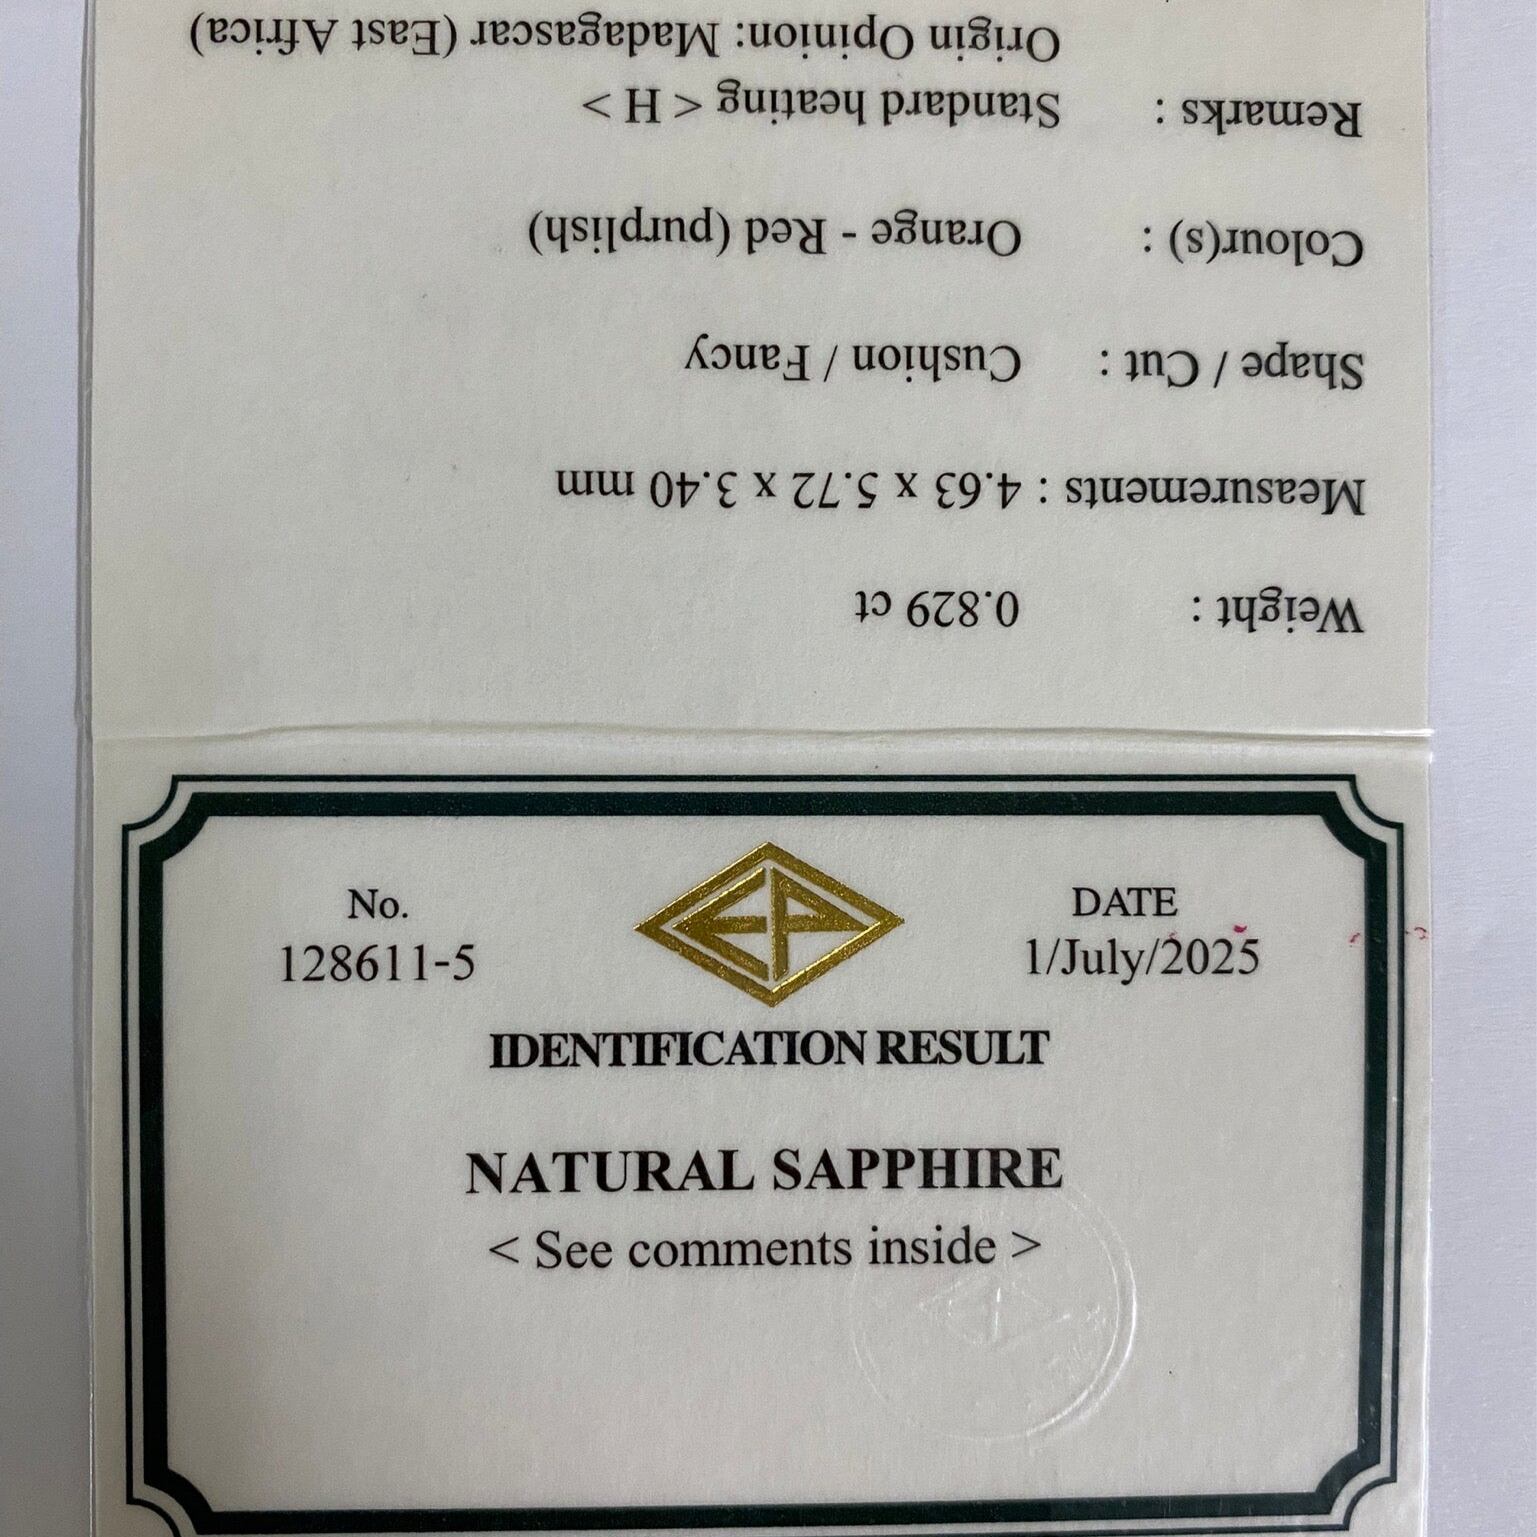 No.
128611-5
EP
DATE
1/July/2025
IDENTIFICATION RESULT
NATURAL SAPPHIRE
< See comments inside >
Weight : 0.829 ct
Measurements : 4.63 x 5.72 x 3.40 mm
Shape / Cut : Cushion / Fancy
Colour(s) : Orange - Red (purplish)
Remarks : Standard heating < H >
Origin Opinion: Madagascar (East Africa)